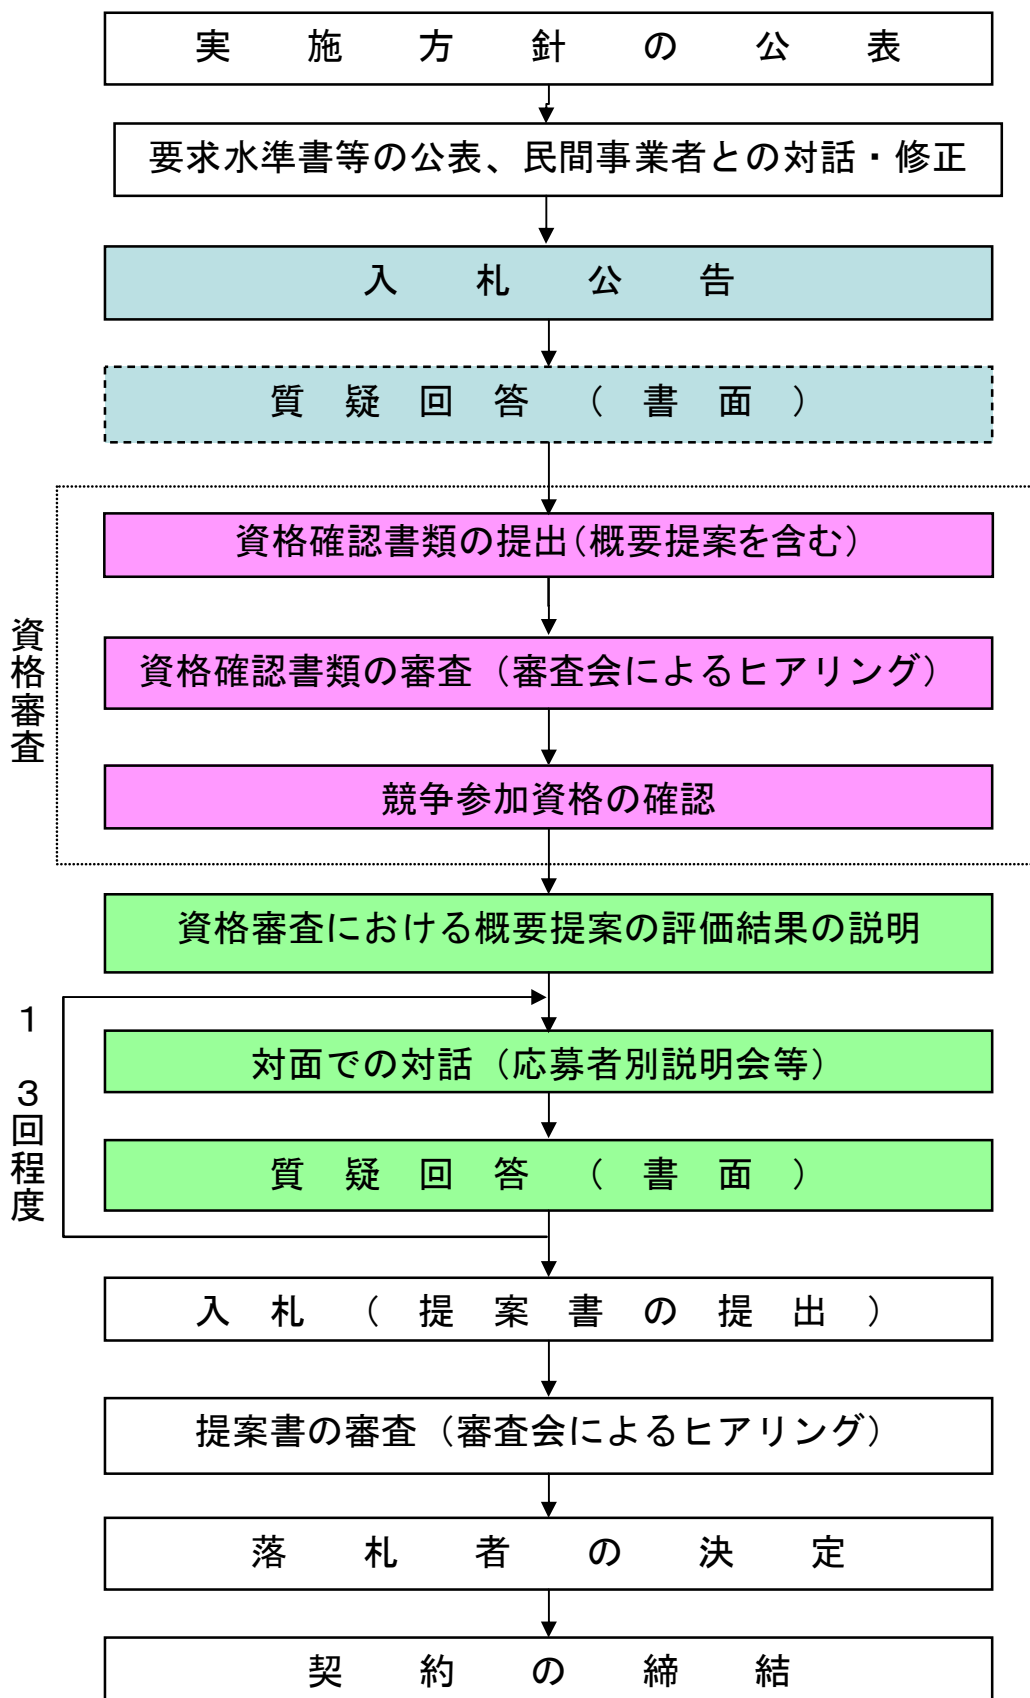 実施方針の公表
要求水準書等の公表、民間事業者との対話・修正
入札公告
質疑回答（書面）
資格審査
資格確認書類の提出（概要提案を含む）
資格確認書類の審査（審査会によるヒアリング）
競争参加資格の確認
資格審査における概要提案の評価結果の説明
１　３回程度
対面での対話（応募者別説明会等）
質疑回答（書面）
入札（提案書の提出）
提案書の審査（審査会によるヒアリング）
落札者の決定
契約の締結